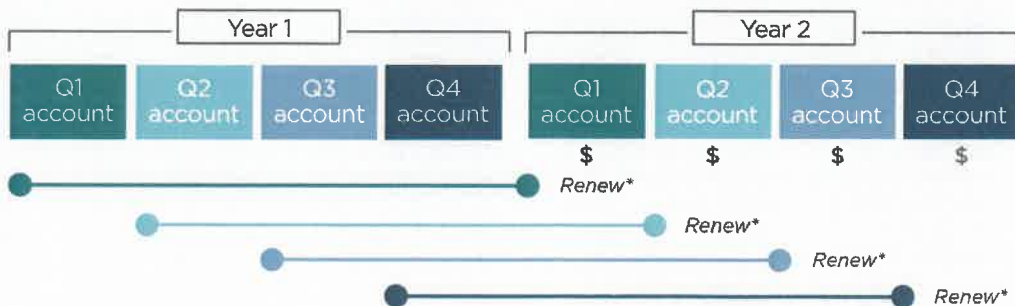 Year 1
Year 2
Q1
account
Q2
account
Q3
account
Q4
account
Q1
account
Q2
account
Q3
account
Q4
account
$
$
$
$
Renew*
Renew*
Renew*
Renew*